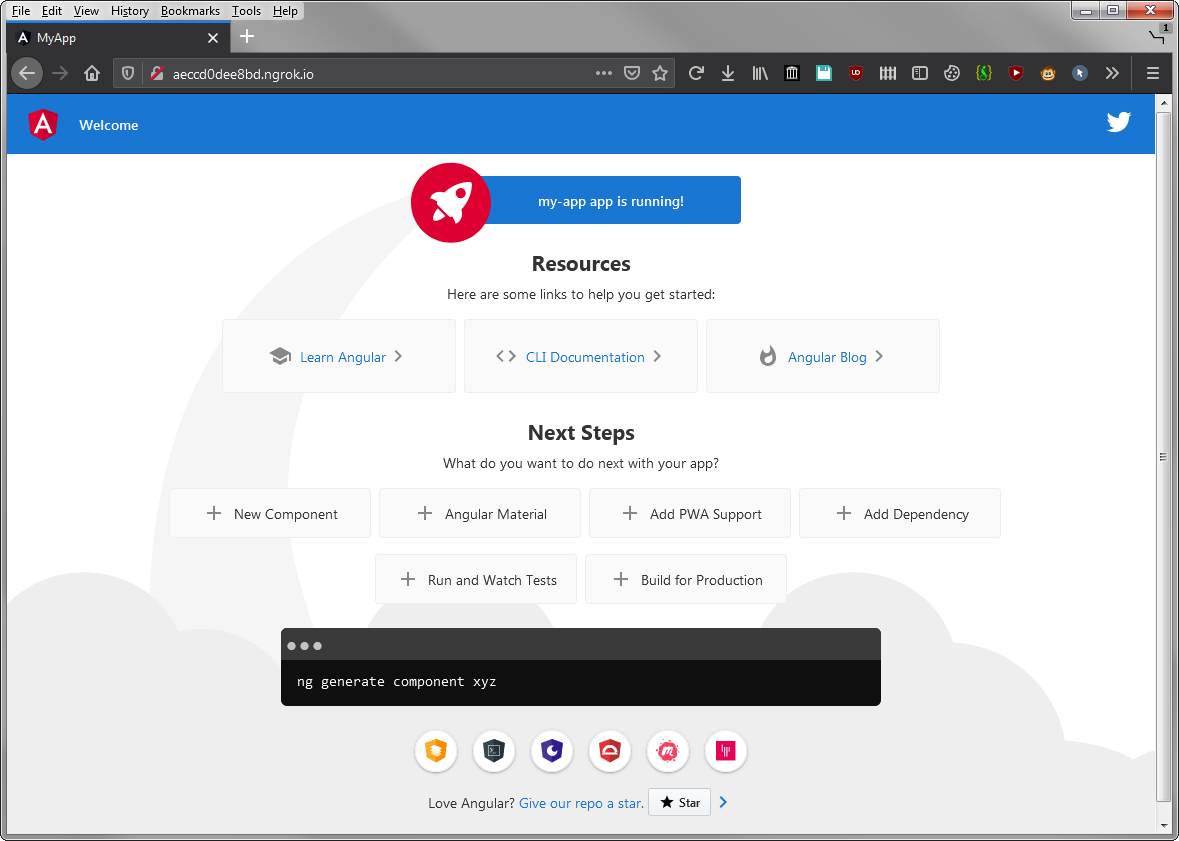 File Edit View History Bookmarks Tools Help
MyApp
1
aeccd0dee8bd.ngrok.io
Welcome
my-app app is running!
Resources
Here are some links to help you get started:
Learn Angular
CLI Documentation
Angular Blog
Next Steps
What do you want to do next with your app?
New Component
Angular Material
Add PWA Support
Add Dependency
Run and Watch Tests
Build for Production
ng generate component xyz
Love Angular? Give our repo a star. Star